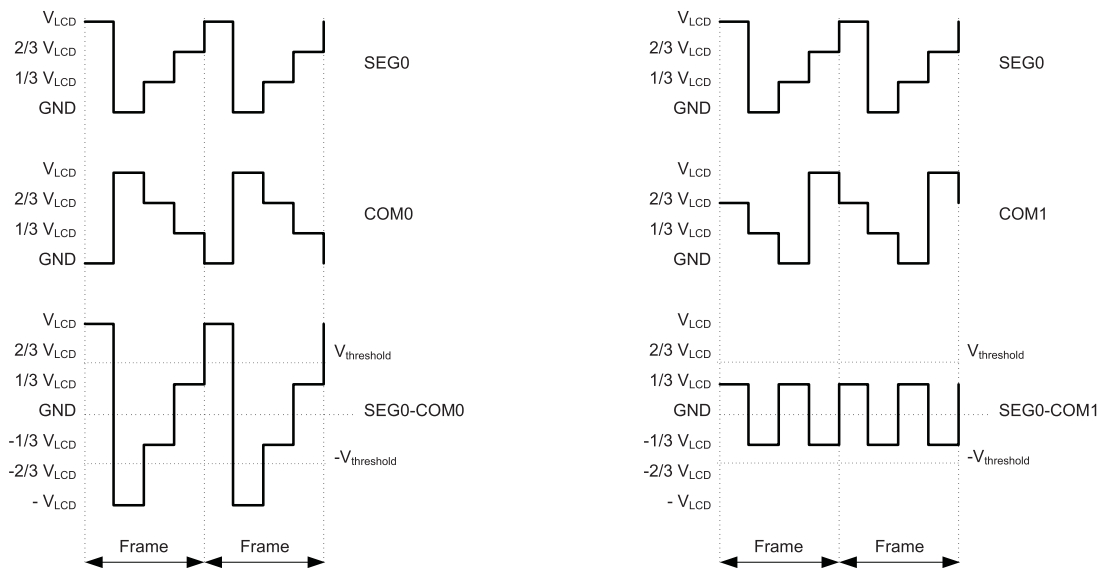 V_LCD
2/3 V_LCD
1/3 V_LCD
GND
SEG0
V_LCD
2/3 V_LCD
1/3 V_LCD
GND
COM0
V_LCD
2/3 V_LCD
1/3 V_LCD
GND
-1/3 V_LCD
-2/3 V_LCD
- V_LCD
V_threshold
SEG0-COM0
-V_threshold
Frame
Frame
V_LCD
2/3 V_LCD
1/3 V_LCD
GND
SEG0
V_LCD
2/3 V_LCD
1/3 V_LCD
GND
COM1
V_LCD
2/3 V_LCD
1/3 V_LCD
GND
-1/3 V_LCD
-2/3 V_LCD
- V_LCD
V_threshold
SEG0-COM1
-V_threshold
Frame
Frame